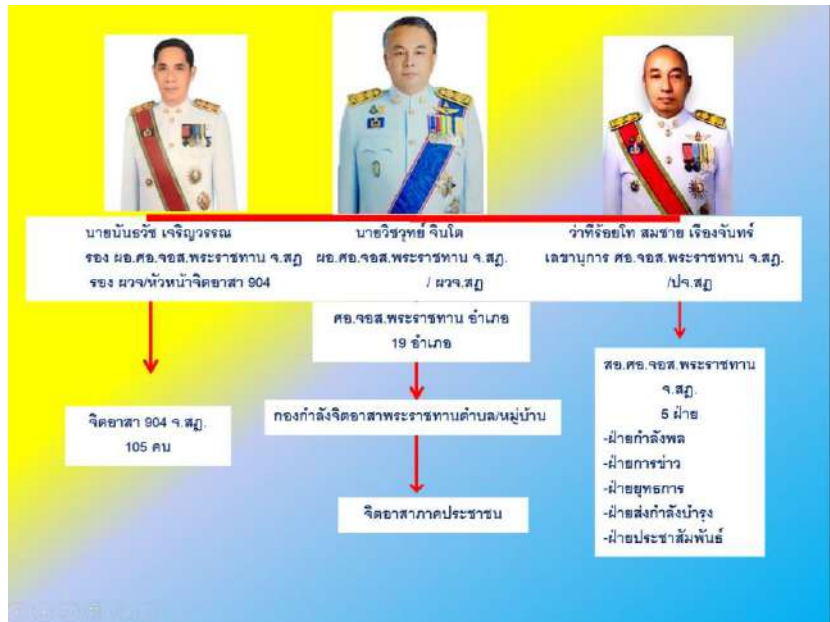 นายนันธวัช เจริญวรรณ
รอง ผอ.ศอ.จอส.พระราชทาน จ.สฎ
รอง ผวจ/หัวหน้าจิตอาสา 904
นายวิชวุทย์ จินโต
ผอ.ศอ.จอส.พระราชทาน จ.สฎ.
/ ผวจ.สฎ
ว่าที่ร้อยโท สมชาย เรืองจันทร์
เลขานุการ ศอ.จอส.พระราชทาน จ.สฎ.
/ปจ.สฎ
ศอ.จอส.พระราชทาน อำเภอ
19 อำเภอ
สอ.ศอ.จอส.พระราชทาน
จ.สฎ.
5 ฝ่าย
-ฝ่ายกำลังพล
-ฝ่ายการข่าว
-ฝ่ายยุทธการ
-ฝ่ายส่งกำลังบำรุง
-ฝ่ายประชาสัมพันธ์
จิตอาสา 904 จ.สฎ.
105 คน
กองกำลังจิตอาสาพระราชทานตำบล/หมู่บ้าน
จิตอาสาภาคประชาชน